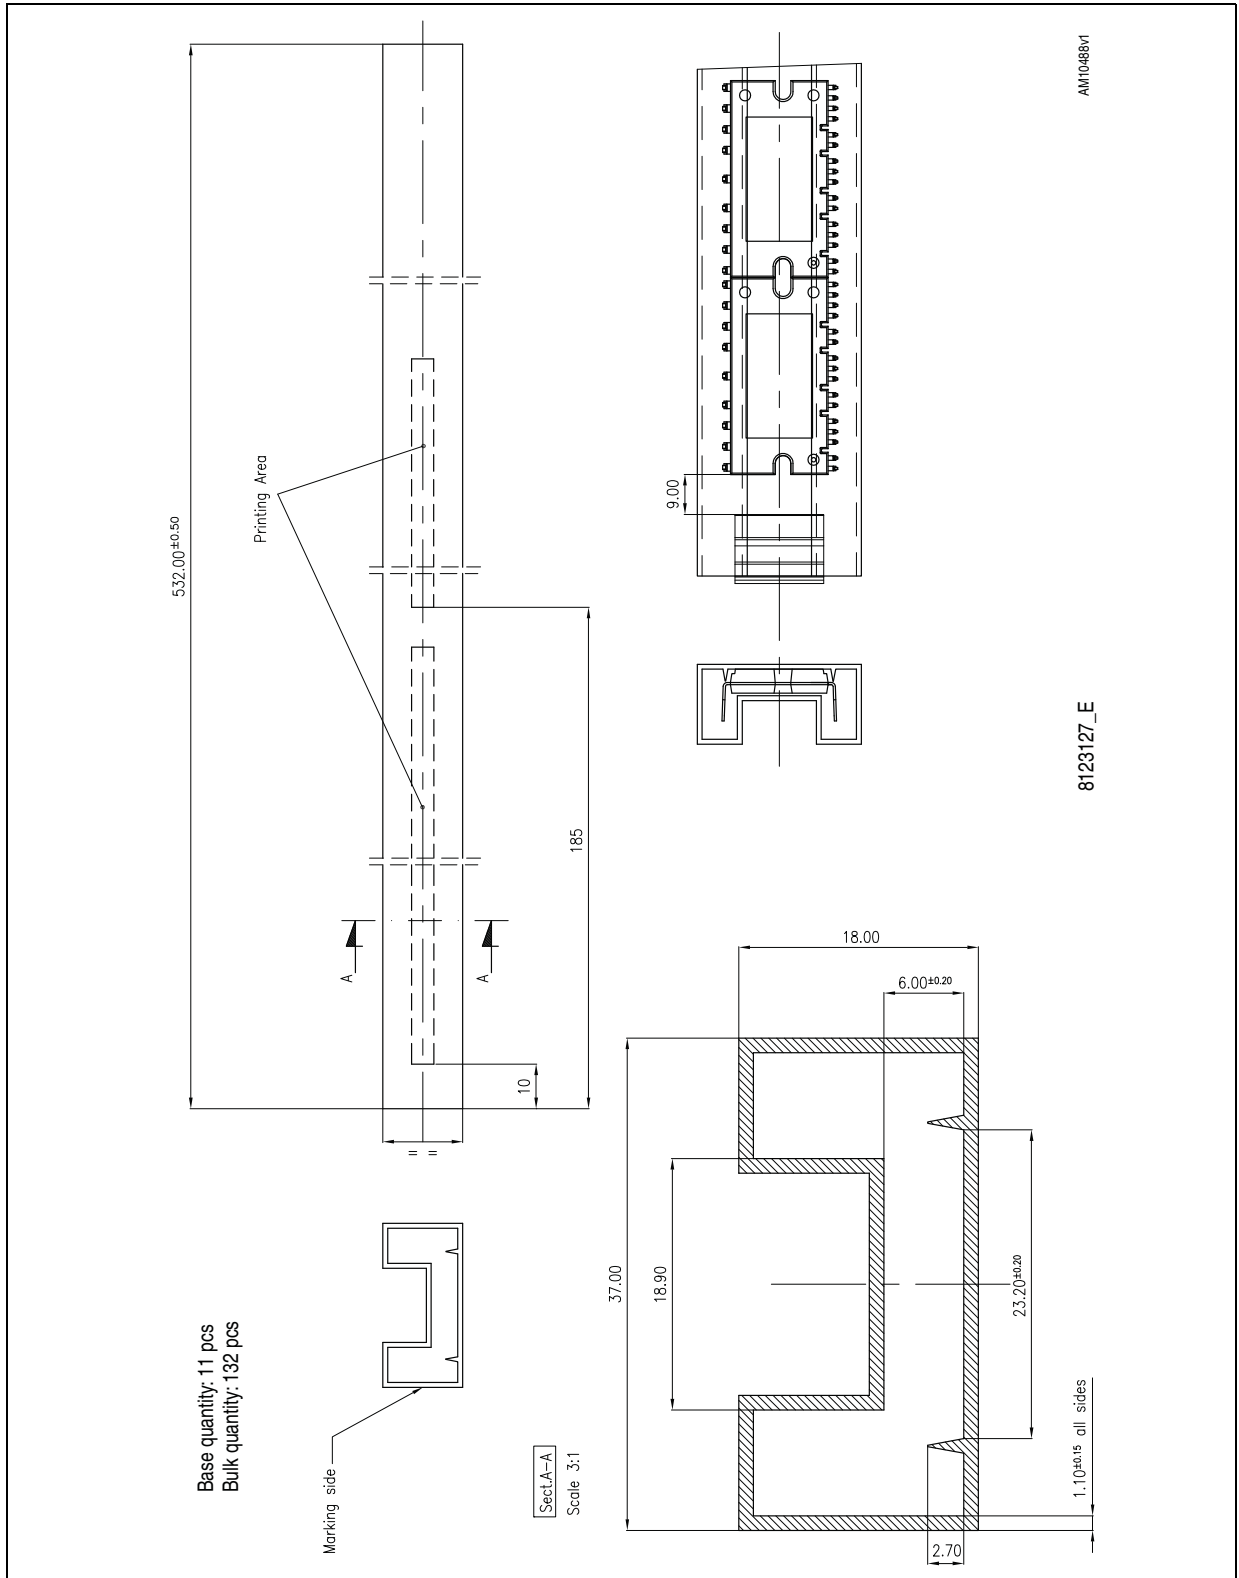 Base quantity: 11 pcs
Bulk quantity: 132 pcs
532.00±0.50
Printing Area
185
10
= =
A
A
Marking side
9.00
AM10488v1
8123127_E
Sect.A-A
Scale 3:1
18.00
6.00±0.20
37.00
18.90
23.20±0.20
1.10±0.15 all sides
2.70